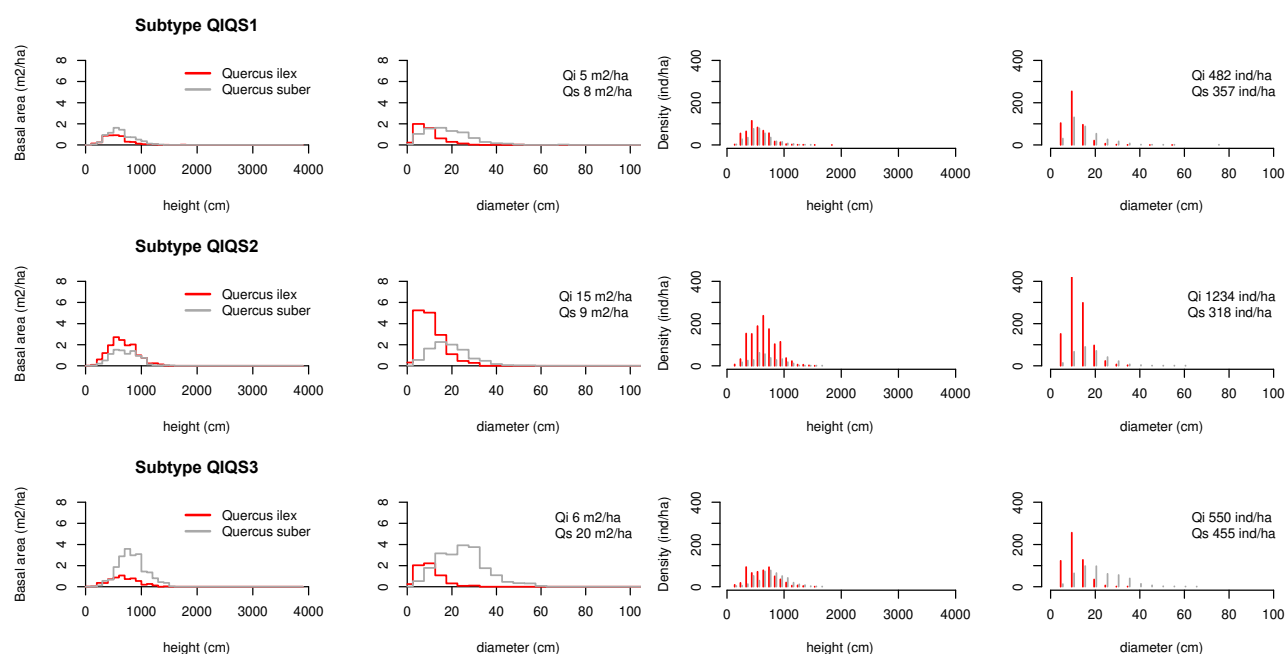 Subtype QIQS1
Basal area (m2/ha)
0 2 4 6 8
Quercus ilex
Quercus suber
0 1000 2000 3000 4000
height (cm)
0 2 4 6 8
Qi 5 m2/ha
Qs 8 m2/ha
0 20 40 60 80 100
diameter (cm)
Density (ind/ha)
0 200 400
0 1000 2000 3000 4000
height (cm)
0 200 400
Qi 482 ind/ha
Qs 357 ind/ha
0 20 40 60 80 100
diameter (cm)
Subtype QIQS2
Basal area (m2/ha)
0 2 4 6 8
Quercus ilex
Quercus suber
0 1000 2000 3000 4000
height (cm)
0 2 4 6 8
Qi 15 m2/ha
Qs 9 m2/ha
0 20 40 60 80 100
diameter (cm)
Density (ind/ha)
0 200 400
0 1000 2000 3000 4000
height (cm)
0 200 400
Qi 1234 ind/ha
Qs 318 ind/ha
0 20 40 60 80 100
diameter (cm)
Subtype QIQS3
Basal area (m2/ha)
0 2 4 6 8
Quercus ilex
Quercus suber
0 1000 2000 3000 4000
height (cm)
0 2 4 6 8
Qi 6 m2/ha
Qs 20 m2/ha
0 20 40 60 80 100
diameter (cm)
Density (ind/ha)
0 200 400
0 1000 2000 3000 4000
height (cm)
0 200 400
Qi 550 ind/ha
Qs 455 ind/ha
0 20 40 60 80 100
diameter (cm)